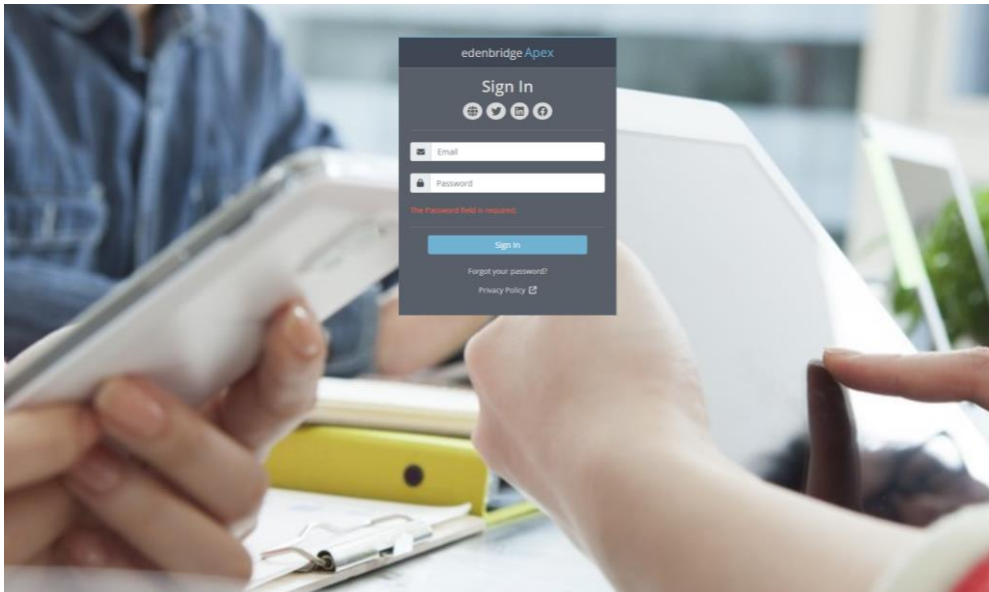 edenbridge Apex
Sign In
Email
Password
The Password field is required.
Sign In
Forgot your password?
Privacy Policy